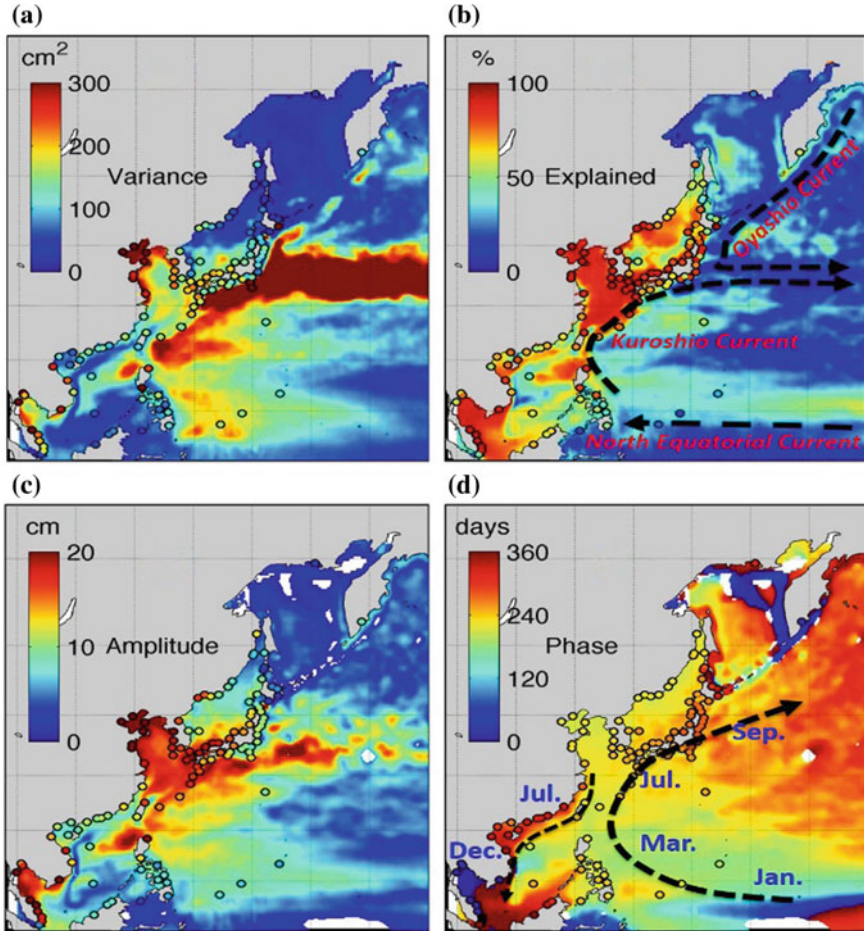 (a)
cm²
300
200
100
0
Variance
(b)
%
100
50
0
Explained
Oyashio Current
Kuroshio Current
North Equatorial Current
(c)
cm
20
10
0
Amplitude
(d)
days
360
240
120
0
Phase
Sep.
Jul.
Jul.
Mar.
Dec.
Jan.